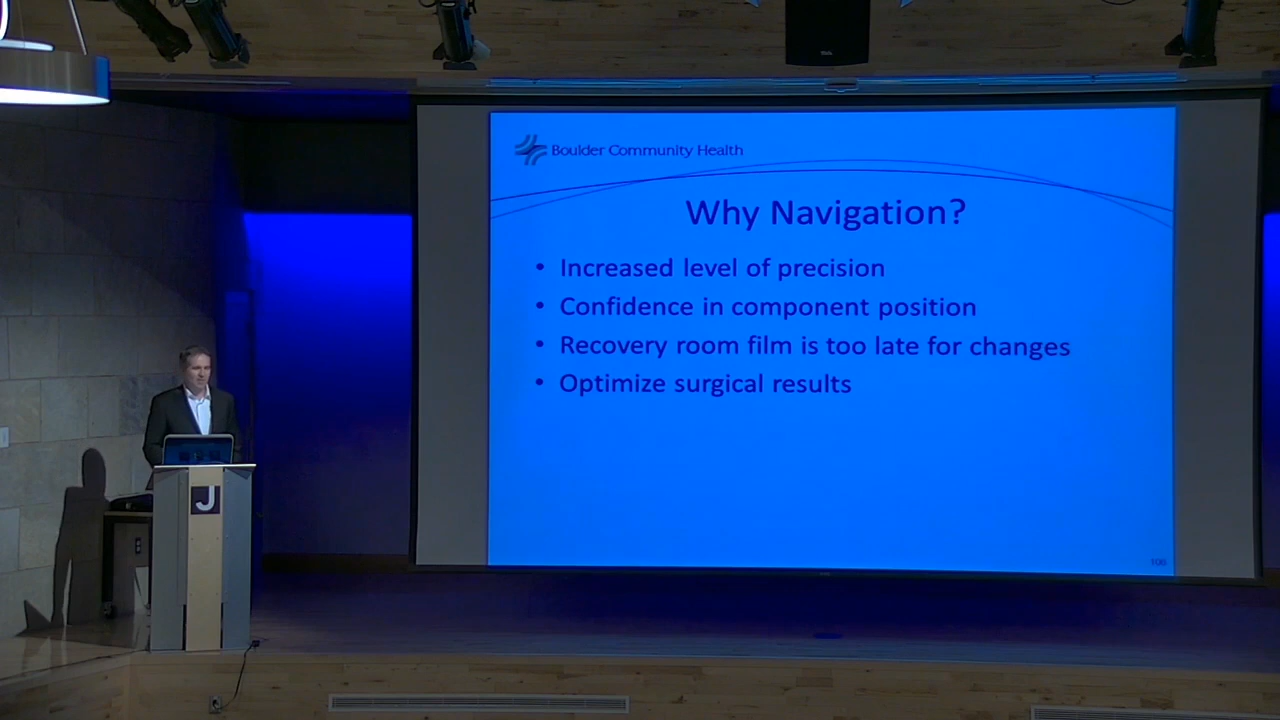 Boulder Community Health
Why Navigation?
• Increased level of precision
• Confidence in component position
• Recovery room film is too late for changes
• Optimize surgical results
J